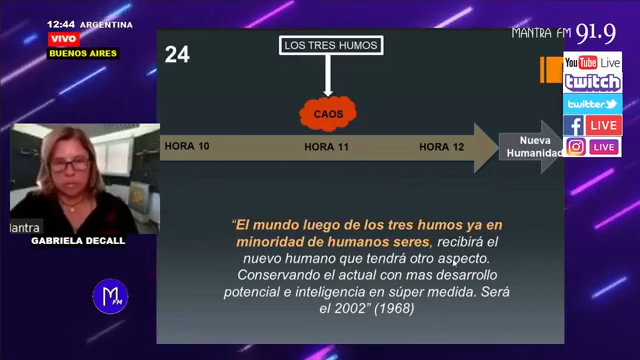 12:44 ARGENTINA
VIVO
BUENOS AIRES
24
LOS TRES HUMOS
CAOS
HORA 10
HORA 11
HORA 12
Nueva
Humanidad
MANTRA FM 91.9
YouTube Live
twitch
twitter
LIVE
LIVE
"El mundo luego de los tres humos ya en
minoridad de humanos seres, recibirá el
nuevo humano que tendrá otro aspecto.
Conservando el actual con mas desarrollo
potencial e inteligencia en súper medida. Será
el 2002" (1968)
lantra
GABRIELA DECALL
M FM